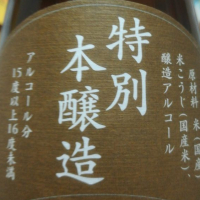 原材料 米(国産)、
米こうじ(国産米)、
醸造アルコール
特別
本醸造
アルコール分
15度以上16度未満